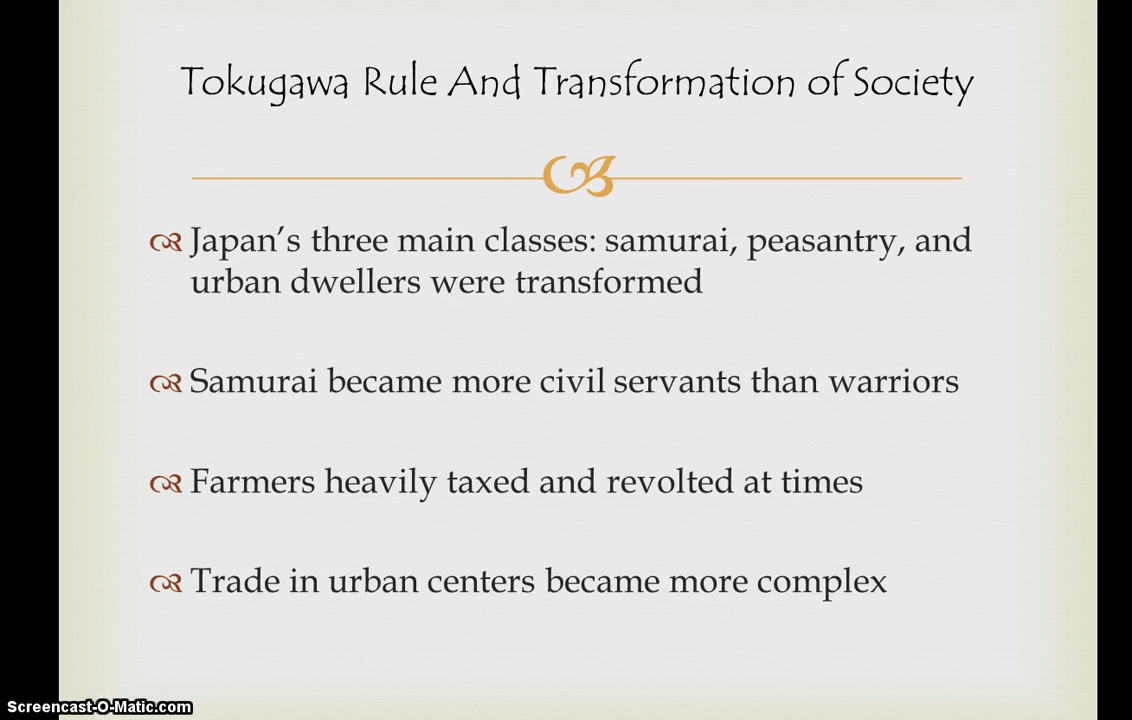 Tokugawa Rule And Transformation of Society
Japan’s three main classes: samurai, peasantry, and
urban dwellers were transformed
Samurai became more civil servants than warriors
Farmers heavily taxed and revolted at times
Trade in urban centers became more complex
Screencast-O-Matic.com